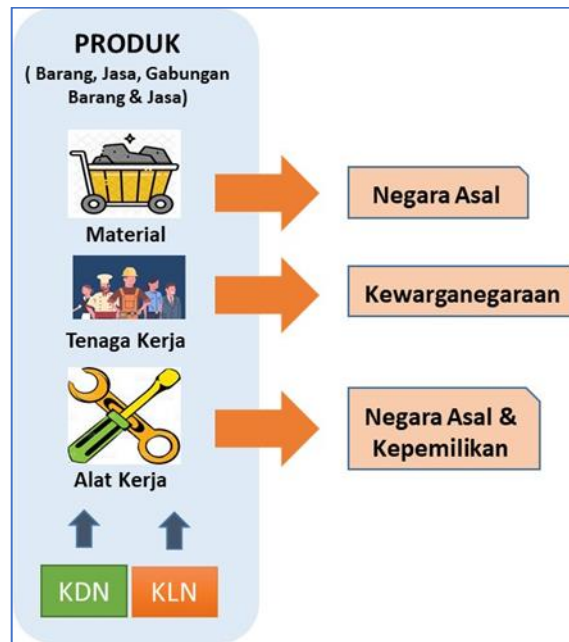 PRODUK
( Barang, Jasa, Gabungan
Barang & Jasa)
Material
Negara Asal
Tenaga Kerja
Kewarganegaraan
Alat Kerja
Negara Asal &
Kepemilikan
KDN
KLN